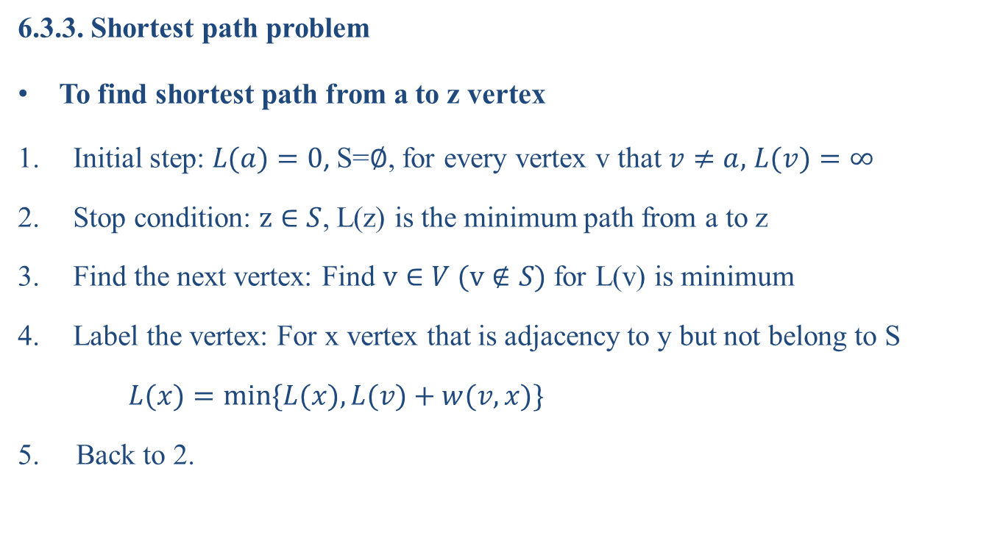 6.3.3. Shortest path problem
• To find shortest path from a to z vertex
1. Initial step: L(a) = 0, S=∅, for every vertex v that v ≠ a, L(v) = ∞
2. Stop condition: z ∈ S, L(z) is the minimum path from a to z
3. Find the next vertex: Find v ∈ V (v ∉ S) for L(v) is minimum
4. Label the vertex: For x vertex that is adjacency to y but not belong to S
L(x) = min{L(x), L(v) + w(v, x)}
5. Back to 2.